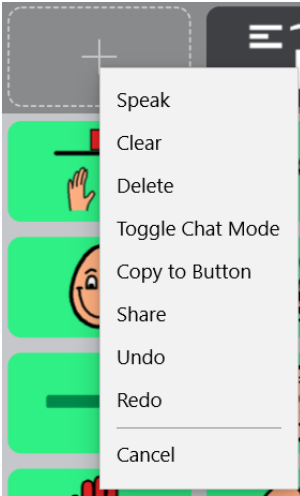 Speak
Clear
Delete
Toggle Chat Mode
Copy to Button
Share
Undo
Redo
Cancel